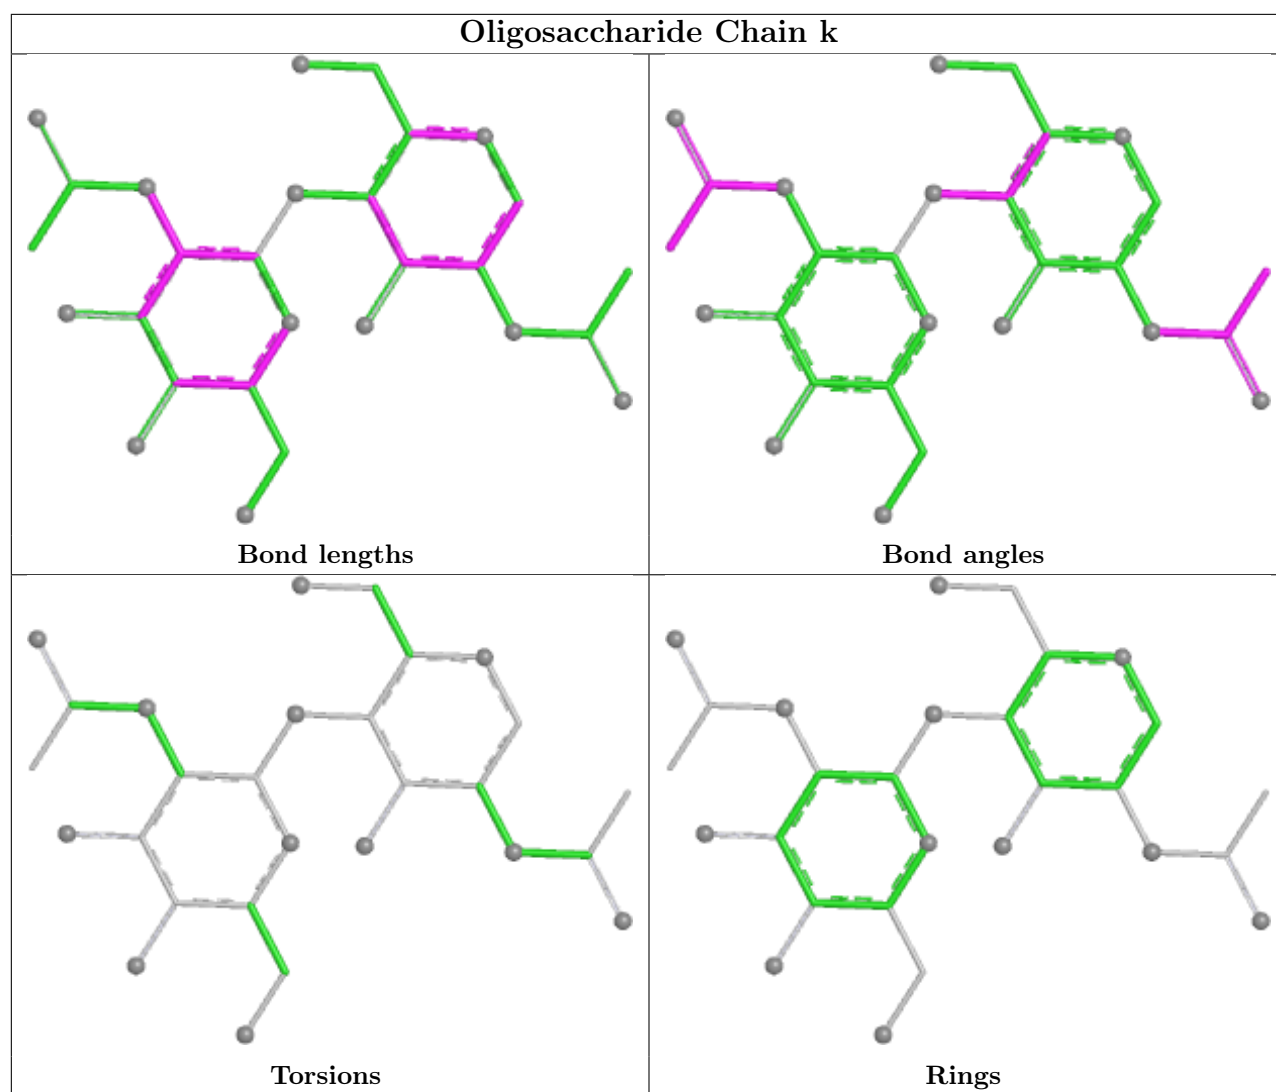 Oligosaccharide Chain k
Bond lengths
Bond angles
Torsions
Rings